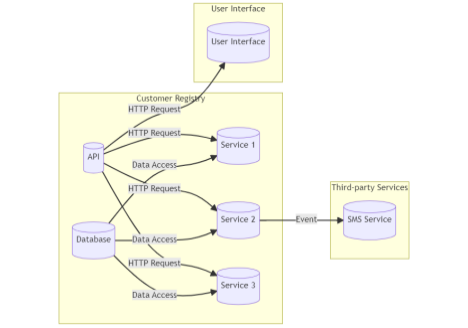 User Interface
User Interface
Customer Registry
HTTP Request
HTTP Request
API
Service 1
Data Access
Third-party Services
HTTP Request
Service 2
Event
SMS Service
Database
Data Access
HTTP Request
Service 3
Data Access